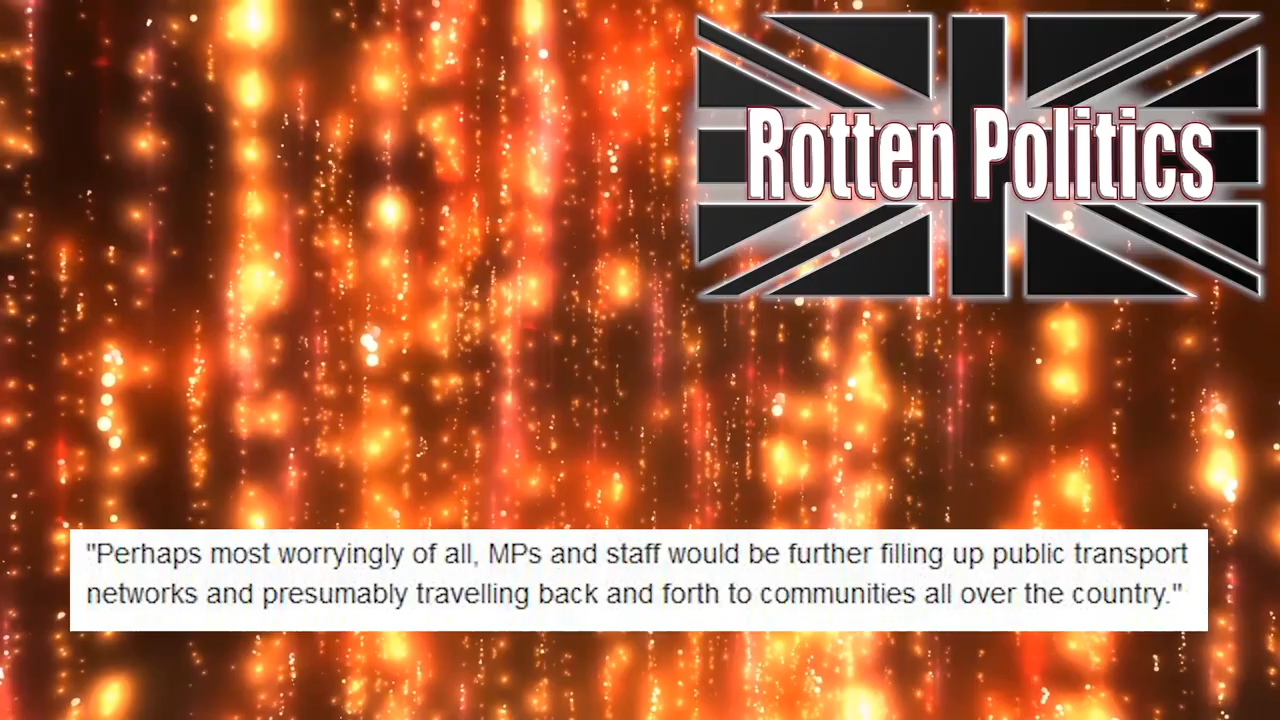 Rotten Politics
"Perhaps most worryingly of all, MPs and staff would be further filling up public transport
networks and presumably travelling back and forth to communities all over the country."